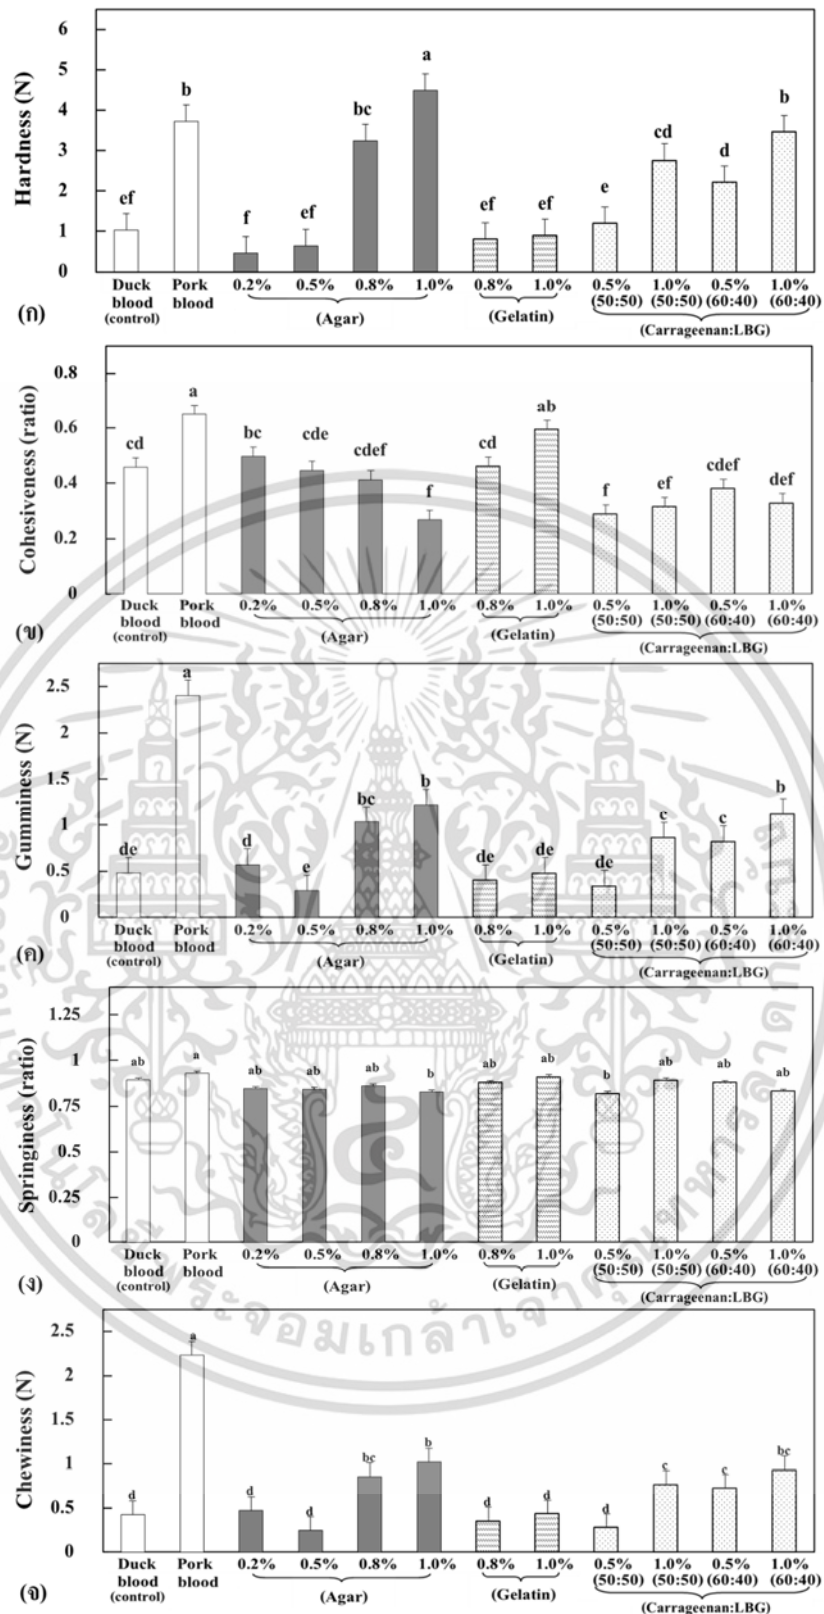 Hardness (N)
6
5
4
3
2
1
0
ef
b
f
ef
bc
a
ef
ef
e
cd
d
b
Duck blood (control)
Pork blood
0.2% 0.5% 0.8% 1.0%
(Agar)
0.8% 1.0%
(Gelatin)
0.5% 1.0% 0.5% 1.0%
(50:50) (50:50) (60:40) (60:40)
(Carrageenan:LBG)
(ก)
Cohesiveness (ratio)
0.8
0.6
0.4
0.2
0
cd
a
bc
cde
cdef
f
cd
ab
f
ef
cdef
def
Duck blood (control)
Pork blood
0.2% 0.5% 0.8% 1.0%
(Agar)
0.8% 1.0%
(Gelatin)
0.5% 1.0% 0.5% 1.0%
(50:50) (50:50) (60:40) (60:40)
(Carrageenan:LBG)
(ข)
Gumminess (N)
2.5
2
1.5
1
0.5
0
de
a
d
e
bc
b
de
de
de
c
c
b
Duck blood (control)
Pork blood
0.2% 0.5% 0.8% 1.0%
(Agar)
0.8% 1.0%
(Gelatin)
0.5% 1.0% 0.5% 1.0%
(50:50) (50:50) (60:40) (60:40)
(Carrageenan:LBG)
(ค)
Springiness (ratio)
1.25
1
0.75
0.5
0.25
0
ab
a
ab
ab
ab
b
ab
ab
b
ab
ab
ab
Duck blood (control)
Pork blood
0.2% 0.5% 0.8% 1.0%
(Agar)
0.8% 1.0%
(Gelatin)
0.5% 1.0% 0.5% 1.0%
(50:50) (50:50) (60:40) (60:40)
(Carrageenan:LBG)
(ง)
Chewiness (N)
2.5
2
1.5
1
0.5
0
d
a
d
d
bc
b
d
d
d
c
c
bc
Duck blood (control)
Pork blood
0.2% 0.5% 0.8% 1.0%
(Agar)
0.8% 1.0%
(Gelatin)
0.5% 1.0% 0.5% 1.0%
(50:50) (50:50) (60:40) (60:40)
(Carrageenan:LBG)
(จ)